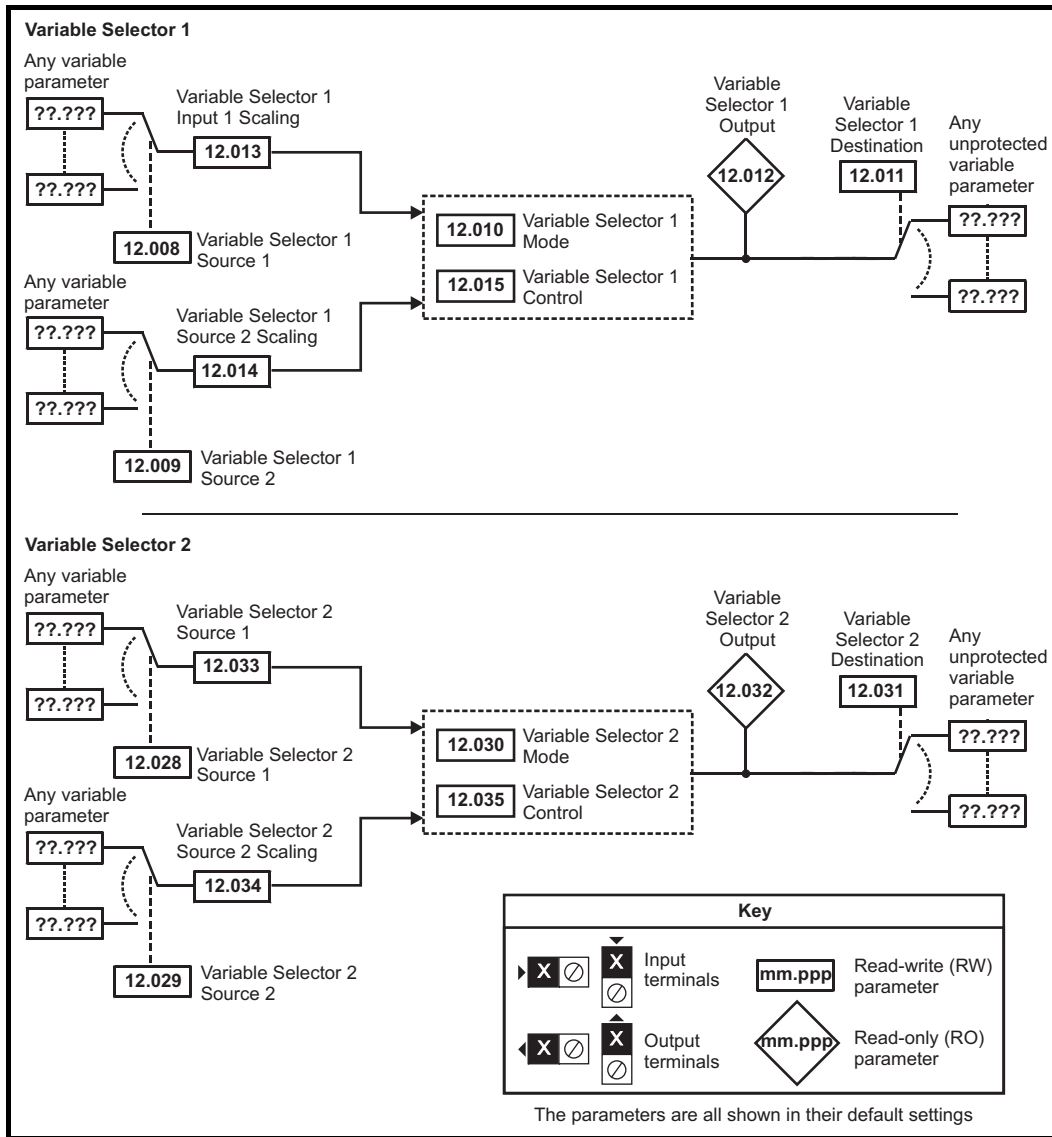 Variable Selector 1
Any variable
parameter
??.???
??.???
Variable Selector 1
Input 1 Scaling
12.013
12.008
Variable Selector 1
Source 1
Any variable
parameter
??.???
??.???
Variable Selector 1
Source 2 Scaling
12.014
12.009
Variable Selector 1
Source 2
12.010
Variable Selector 1
Mode
12.015
Variable Selector 1
Control
Variable
Selector 1
Output
12.012
Variable
Selector 1
Destination
12.011
Any
unprotected
variable
parameter
??.???
??.???
Variable Selector 2
Any variable
parameter
??.???
??.???
Variable Selector 2
Source 1
12.033
12.028
Variable Selector 2
Source 1
Any variable
parameter
??.???
??.???
Variable Selector 2
Source 2 Scaling
12.034
12.029
Variable Selector 2
Source 2
12.030
Variable Selector 2
Mode
12.035
Variable Selector 2
Control
Variable
Selector 2
Output
12.032
Variable
Selector 2
Destination
12.031
Any
unprotected
variable
parameter
??.???
??.???
Key
X
X
Input
terminals
mm.ppp
Read-write (RW)
parameter
X
X
Output
terminals
mm.ppp
Read-only (RO)
parameter
The parameters are all shown in their default settings